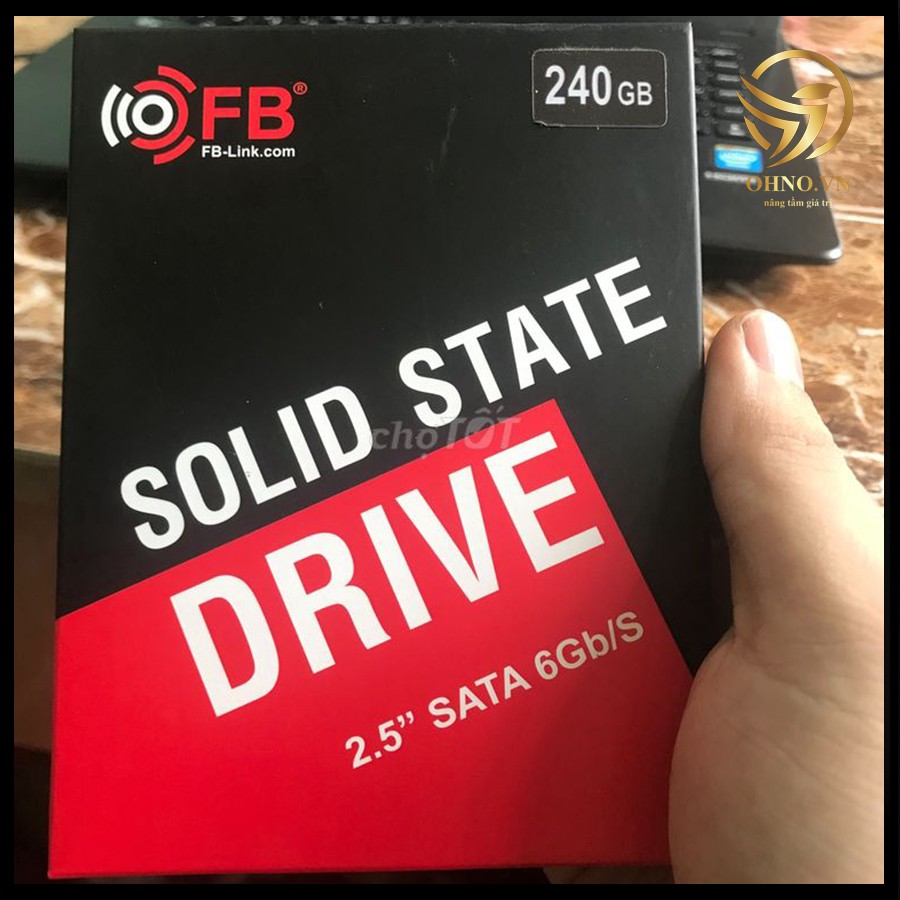 FB®
FB-Link.com
240 GB
OHNO.VN
nâng tầm giá trị
SOLID STATE
chợTỐT
DRIVE
2.5” SATA 6Gb/S